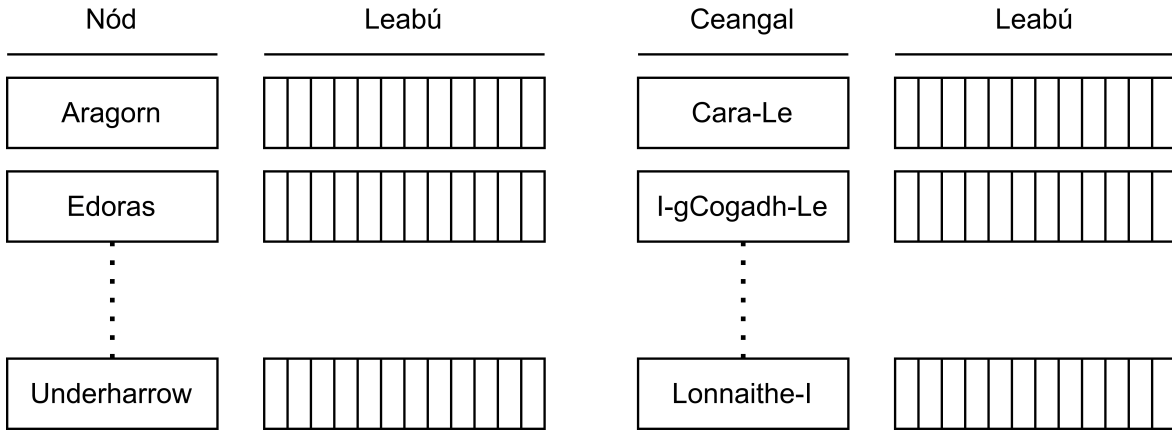 Nód Leabú Ceangal Leabú
Aragorn Cara-Le
Edoras I-gCogadh-Le
Underharrow Lonnaithe-I